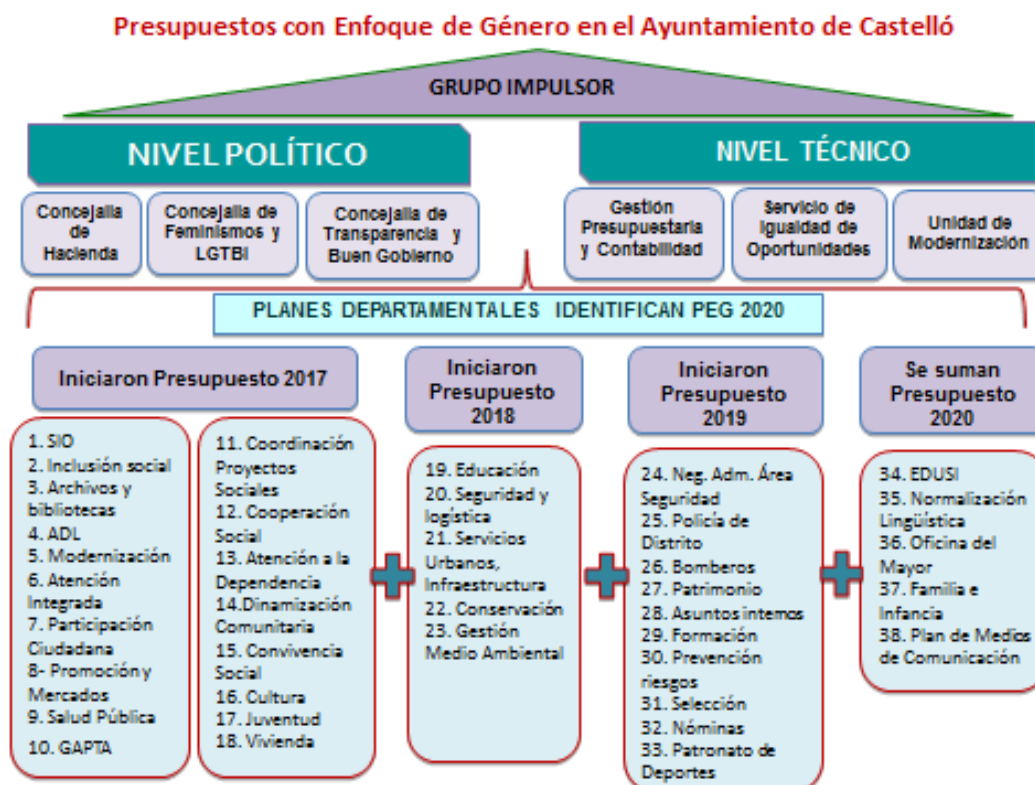 Presupuestos con Enfoque de Género en el Ayuntamiento de Castelló
GRUPO IMPULSOR
NIVEL POLÍTICO
NIVEL TÉCNICO
Concejalia
de
Hacienda
Concejalia de
Feminismos y
LGTBI
Concejalia de
Transparencia y
Buen Gobierno
Gestión
Presupuestaria
y Contabilidad
Servicio de
Igualdad de
Oportunidades
Unidad de
Modernización
PLANES DEPARTAMENTALES IDENTIFICAN PEG 2020
Iniciaron Presupuesto 2017
1. SIO
2. Inclusión social
3. Archivos y
bibliotecas
4. ADL
5. Modernización
6. Atención
Integrada
7. Participación
Ciudadana
8- Promoción y
Mercados
9. Salud Pública
10. GAPTA
11. Coordinación
Proyectos
Sociales
12. Cooperación
Social
13. Atención a la
Dependencia
14.Dinamización
Comunitaria
15. Convivencia
Social
16. Cultura
17. Juventud
18. Vivienda
Iniciaron
Presupuesto
2018
19. Educación
20. Seguridad y
logística
21. Servicios
Urbanos,
Infraestructura
22. Conservación
23. Gestión
Medio Ambiental
Iniciaron
Presupuesto
2019
24. Neg. Adm. Área
Seguridad
25. Policía de
Distrito
26. Bomberos
27. Patrimonio
28. Asuntos internos
29. Formación
30. Prevención
riesgos
31. Selección
32. Nóminas
33. Patronato de
Deportes
Se suman
Presupuesto
2020
34. EDUSI
35. Normalización
Lingüística
36. Oficina del
Mayor
37. Familia e
Infancia
38. Plan de Medios
de Comunicación